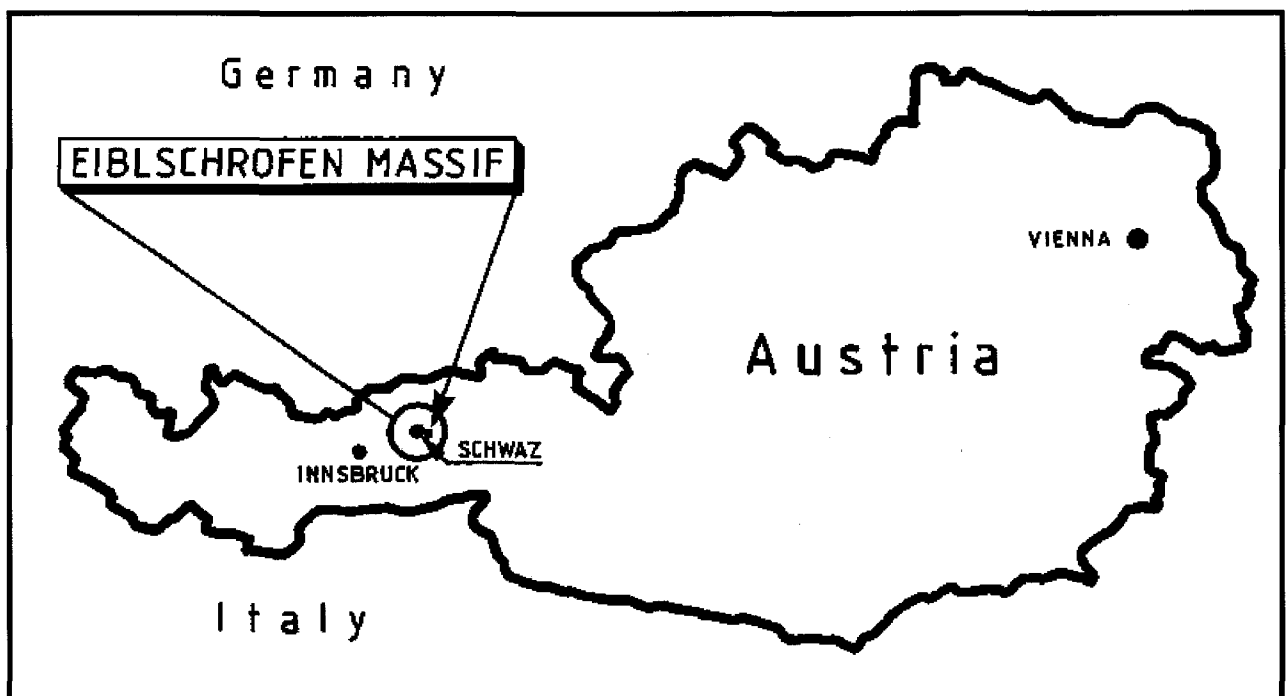 Germany
EIBLSCHROFEN MASSIF
VIENNA
Austria
SCHWAZ
INNSBRUCK
Italy